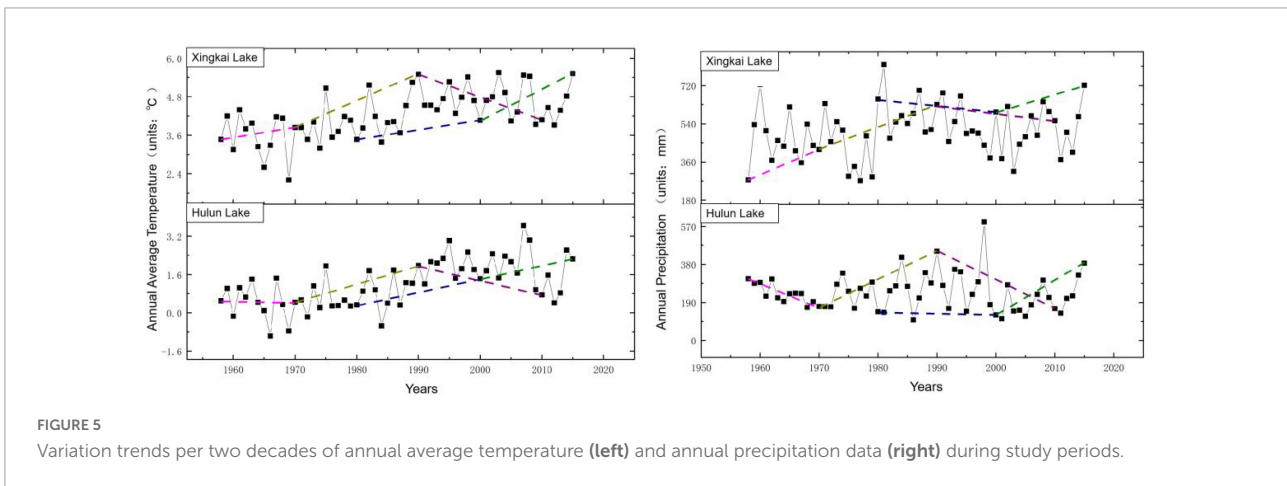 Xingkai Lake
6.0
4.8
3.6
2.4
Hulun Lake
3.2
1.6
0.0
-1.6
Annual Average Temperature (units: ℃)
1960 1970 1980 1990 2000 2010 2020
Years
Xingkai Lake
720
540
360
180
Hulun Lake
570
380
190
0
Annual Precipitation (units: mm)
1950 1960 1970 1980 1990 2000 2010 2020
Years
FIGURE 5
Variation trends per two decades of annual average temperature (left) and annual precipitation data (right) during study periods.